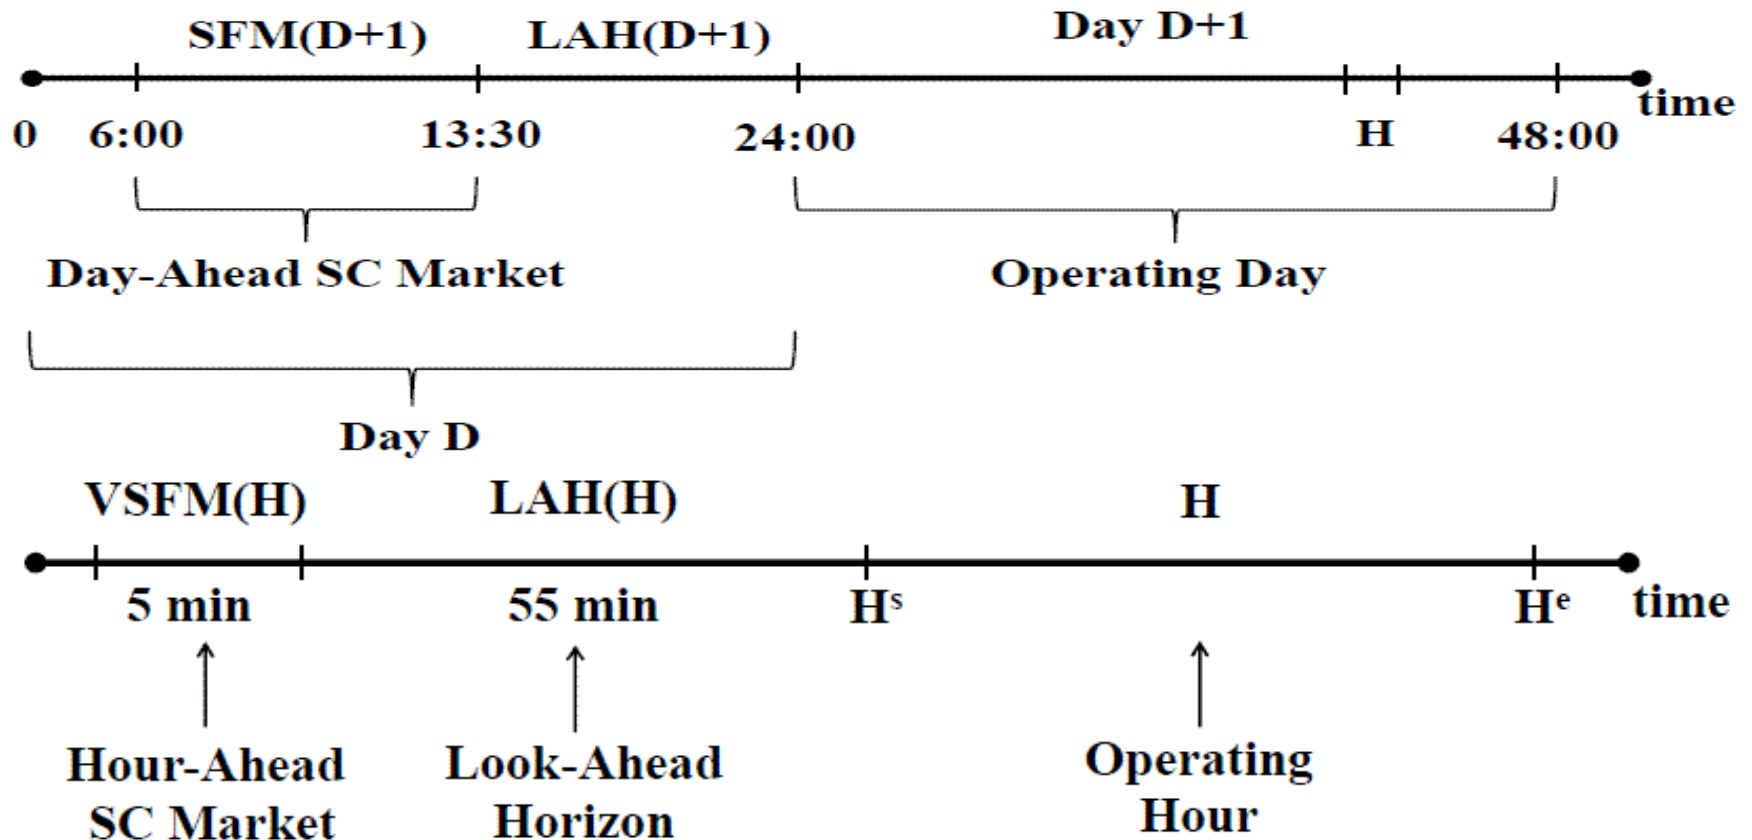 SFM(D+1) LAH(D+1) Day D+1
time
0 6:00 13:30 24:00 H 48:00
Day-Ahead SC Market Operating Day
Day D
VSFM(H) LAH(H) H
5 min 55 min Hˢ Hᵉ time
Hour-Ahead Look-Ahead Operating
SC Market Horizon Hour